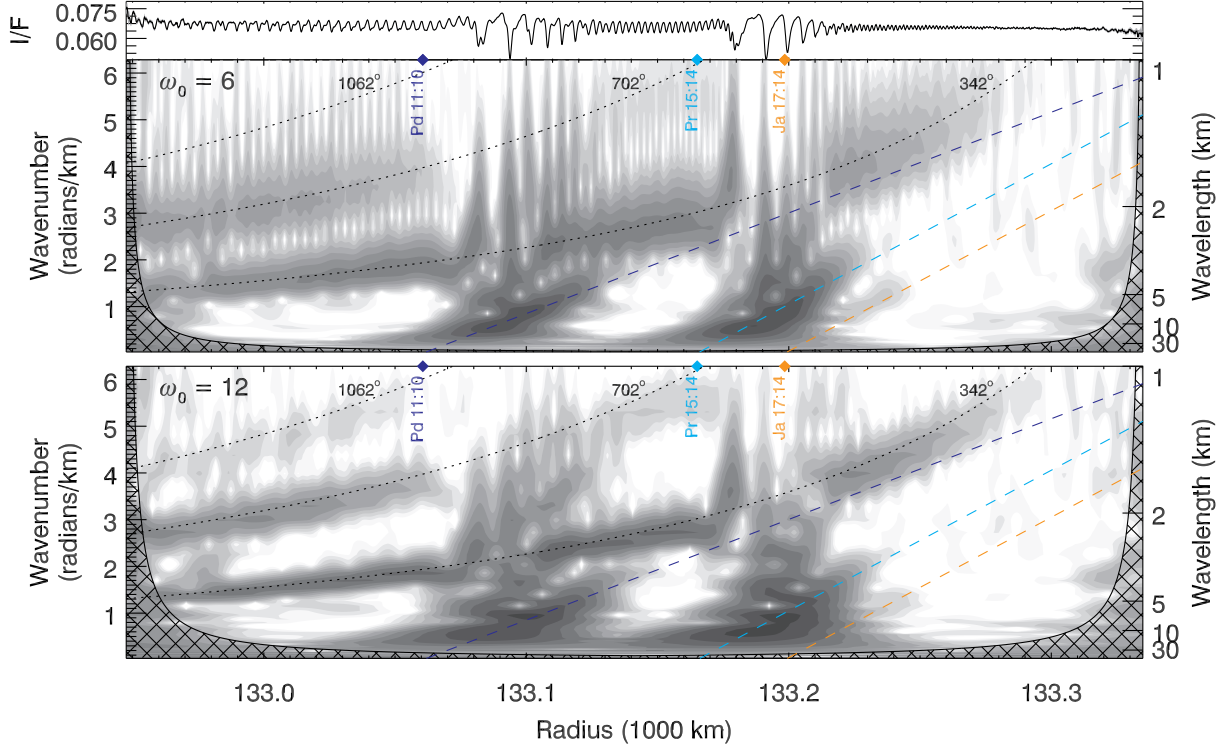 I/F
0.075
0.060
Wavenumber
(radians/km)
6
5
4
3
2
1
ω₀ = 6
1062°
702°
342°
Pd 11:10
Pr 15:14
Ja 17:14
1
2
5
10
30
Wavelength (km)
Wavenumber
(radians/km)
6
5
4
3
2
1
ω₀ = 12
1062°
702°
342°
Pd 11:10
Pr 15:14
Ja 17:14
1
2
5
10
30
Wavelength (km)
133.0 133.1 133.2 133.3
Radius (1000 km)